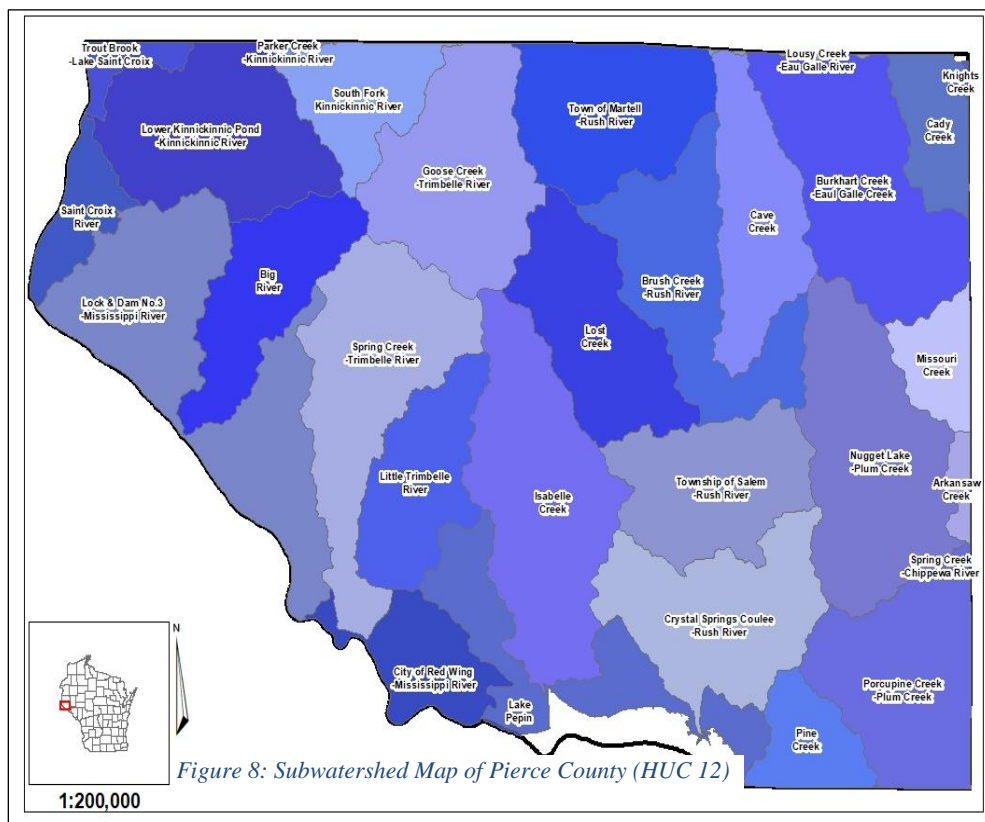 Trout Brook
-Lake Saint Croix
Parker Creek
-Kinnickinnic River
Lousy Creek
-Eau Galle River
Knights
Creek
South Fork
Kinnickinnic River
Town of Martell
-Rush River
Lower Kinnickinnic Pond
-Kinnickinnic River
Cady
Creek
Goose Creek
-Trimbelle River
Burkhart Creek
-Eaul Galle Creek
Saint Croix
River
Cave
Creek
Big
River
Brush Creek
-Rush River
Lock & Dam No.3
-Mississippi River
Lost
Creek
Spring Creek
-Trimbelle River
Missouri
Creek
Nugget Lake
-Plum Creek
Little Trimbelle
River
Township of Salem
-Rush River
Arkansaw
Creek
Isabelle
Creek
Spring Creek
-Chippewa River
Crystal Springs Coulee
-Rush River
N
City of Red Wing
-Mississippi River
Porcupine Creek
-Plum Creek
Lake
Pepin
Pine
Creek
Figure 8: Subwatershed Map of Pierce County (HUC 12)
1:200,000